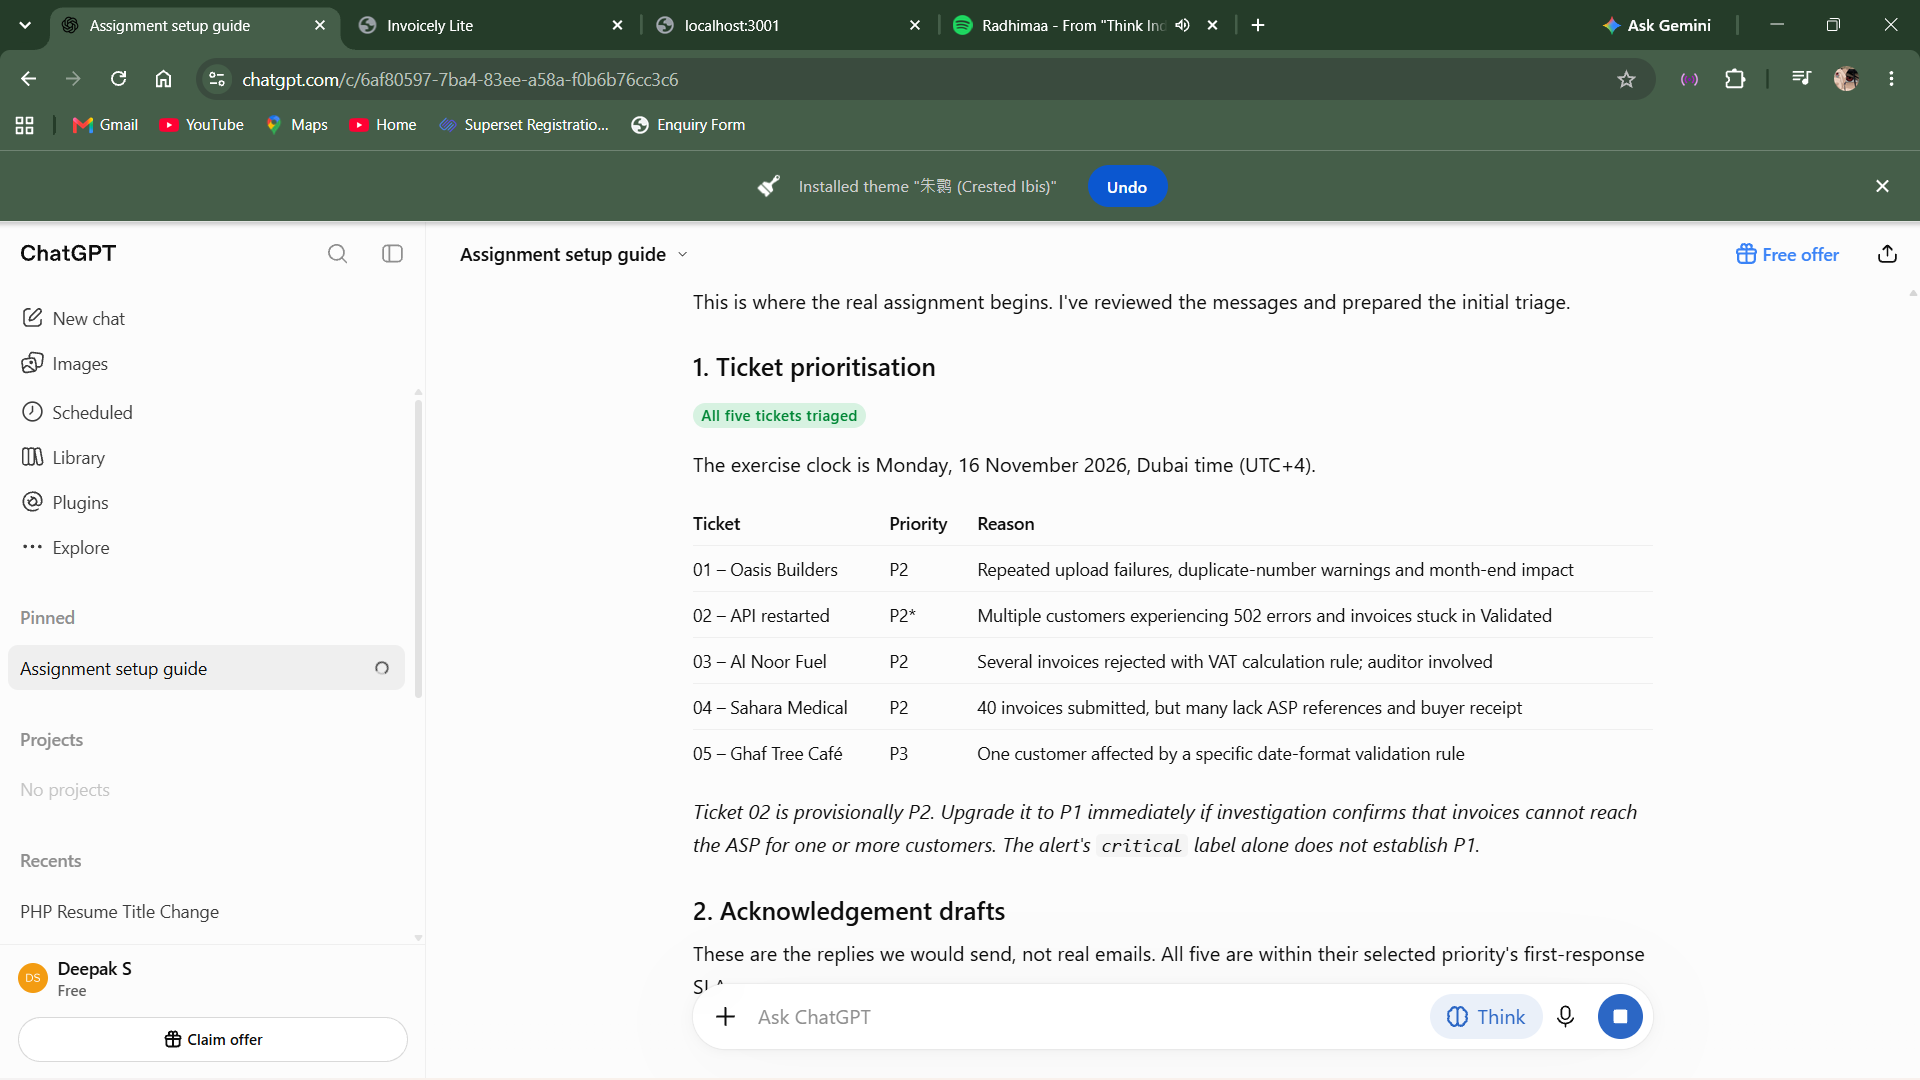 Assignment setup guide
Invoicely Lite
localhost:3001
Radhimaa - From "Think Ind
Ask Gemini
chatgpt.com/c/6af80597-7ba4-83ee-a58a-f0b6b76cc3c6
Gmail
YouTube
Maps
Home
Superset Registratio...
Enquiry Form
Installed theme "朱鹮 (Crested Ibis)"
Undo
ChatGPT
New chat
Images
Scheduled
Library
Plugins
Explore
Pinned
Assignment setup guide
Projects
No projects
Recents
PHP Resume Title Change
DS
Deepak S
Free
Claim offer
Assignment setup guide
Free offer
This is where the real assignment begins. I've reviewed the messages and prepared the initial triage.
1. Ticket prioritisation
All five tickets triaged
The exercise clock is Monday, 16 November 2026, Dubai time (UTC+4).
Ticket Priority Reason
01 – Oasis Builders P2 Repeated upload failures, duplicate-number warnings and month-end impact
02 – API restarted P2* Multiple customers experiencing 502 errors and invoices stuck in Validated
03 – Al Noor Fuel P2 Several invoices rejected with VAT calculation rule; auditor involved
04 – Sahara Medical P2 40 invoices submitted, but many lack ASP references and buyer receipt
05 – Ghaf Tree Café P3 One customer affected by a specific date-format validation rule
Ticket 02 is provisionally P2. Upgrade it to P1 immediately if investigation confirms that invoices cannot reach
the ASP for one or more customers. The alert's critical label alone does not establish P1.
2. Acknowledgement drafts
These are the replies we would send, not real emails. All five are within their selected priority's first-response
Ask ChatGPT
Think